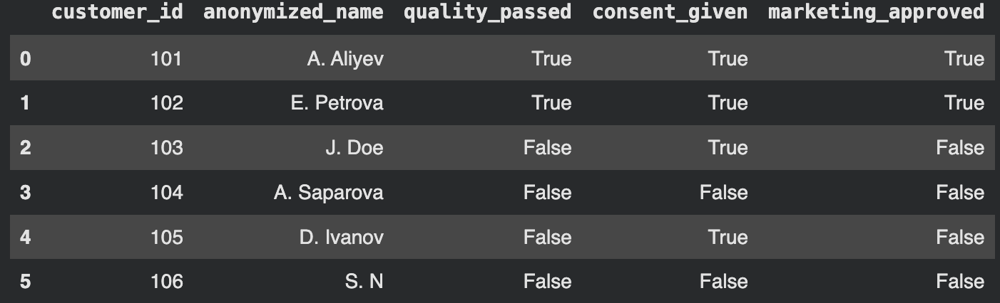 customer_id anonymized_name quality_passed consent_given marketing_approved
0 101 A. Aliyev True True True
1 102 E. Petrova True True True
2 103 J. Doe False True False
3 104 A. Saparova False False False
4 105 D. Ivanov False True False
5 106 S. N False False False